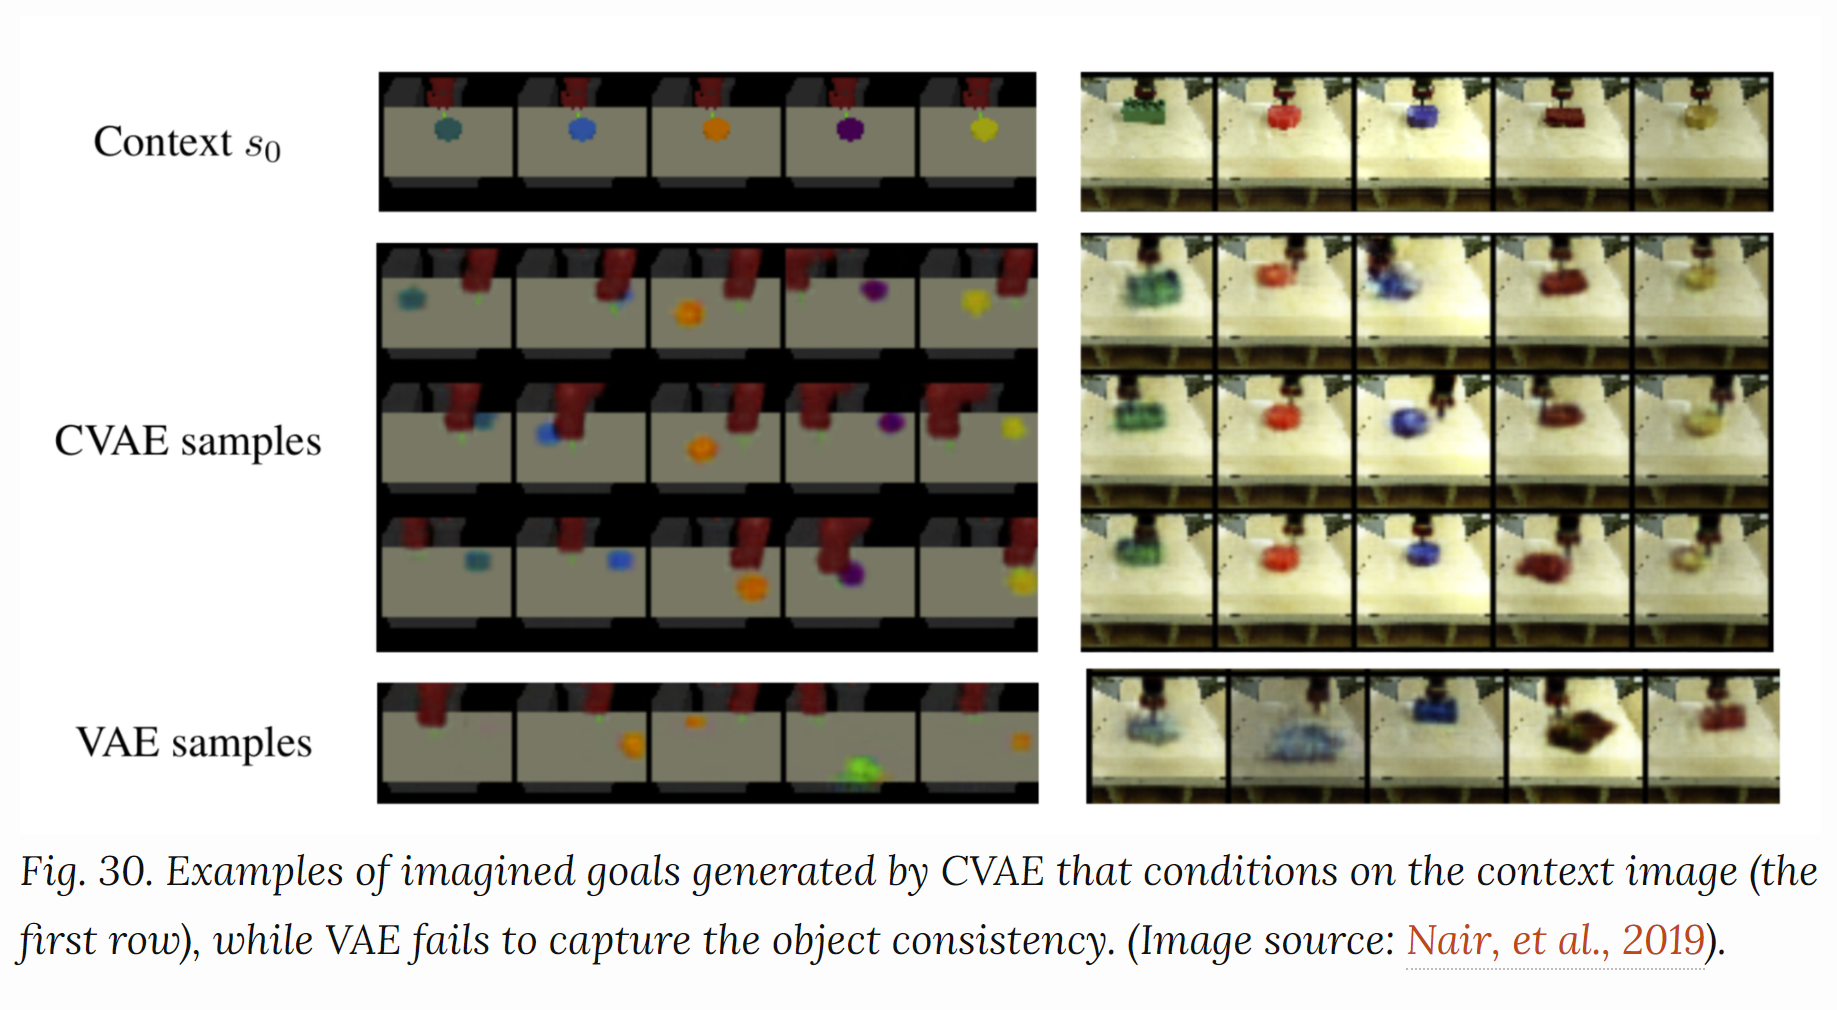 Context s₀
CVAE samples
VAE samples
Fig. 30. Examples of imagined goals generated by CVAE that conditions on the context image (the
first row), while VAE fails to capture the object consistency. (Image source: Nair, et al., 2019).